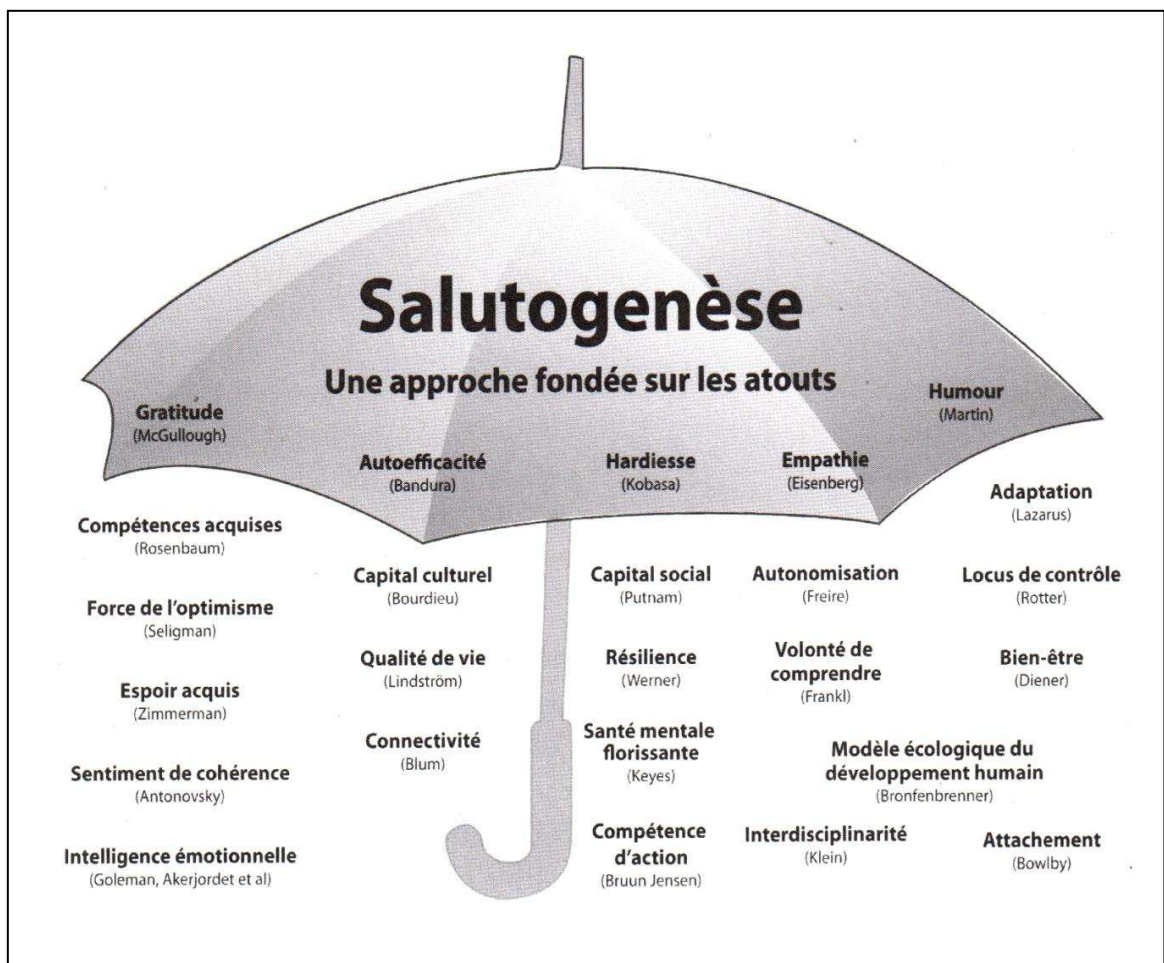 Salutogenèse
Une approche fondée sur les atouts
Gratitude
(McGullough)
Humour
(Martin)
Autoefficacité
(Bandura)
Hardiesse
(Kobasa)
Empathie
(Eisenberg)
Adaptation
(Lazarus)
Compétences acquises
(Rosenbaum)
Capital culturel
(Bourdieu)
Capital social
(Putnam)
Autonomisation
(Freire)
Locus de contrôle
(Rotter)
Force de l'optimisme
(Seligman)
Qualité de vie
(Lindström)
Résilience
(Werner)
Volonté de
comprendre
(Frankl)
Bien-être
(Diener)
Espoir acquis
(Zimmerman)
Connectivité
(Blum)
Santé mentale
florissante
(Keyes)
Modèle écologique du
développement humain
(Bronfenbrenner)
Sentiment de cohérence
(Antonovsky)
Compétence
d'action
(Bruun Jensen)
Interdisciplinarité
(Klein)
Attachement
(Bowlby)
Intelligence émotionnelle
(Goleman, Akerjordet et al)